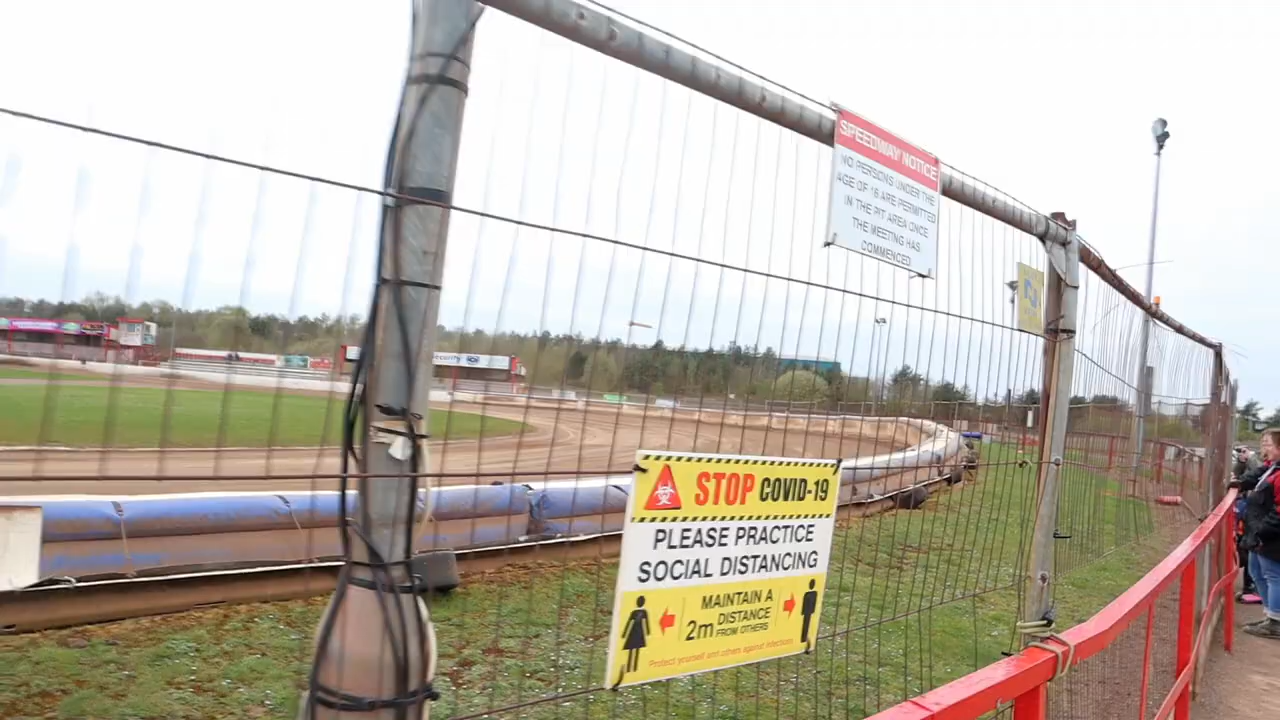 SPEEDWAY NOTICE
NO PERSONS UNDER THE
AGE OF 16 ARE PERMITTED
IN THE PIT AREA ONCE
THE MEETING HAS
COMMENCED
STOP COVID-19
PLEASE PRACTICE
SOCIAL DISTANCING
MAINTAIN A
2m DISTANCE
FROM OTHERS
Protect yourself and others against infections